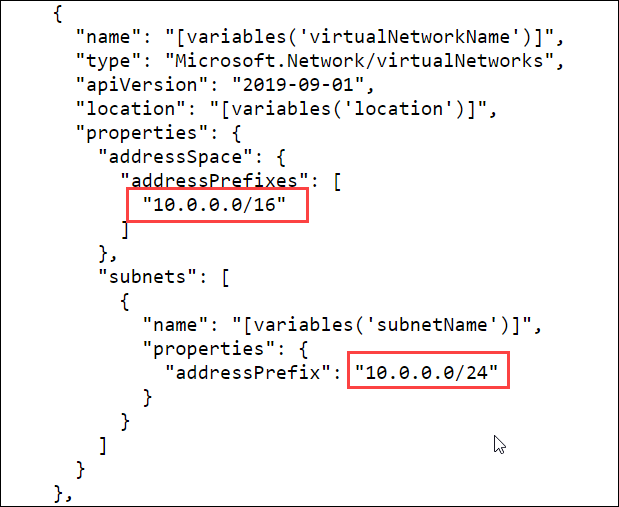 {
"name": "[variables('virtualNetworkName')]",
"type": "Microsoft.Network/virtualNetworks",
"apiVersion": "2019-09-01",
"location": "[variables('location')]",
"properties": {
"addressSpace": {
"addressPrefixes": [
"10.0.0.0/16"
]
},
"subnets": [
{
"name": "[variables('subnetName')]",
"properties": {
"addressPrefix": "10.0.0.0/24"
}
}
]
}
},